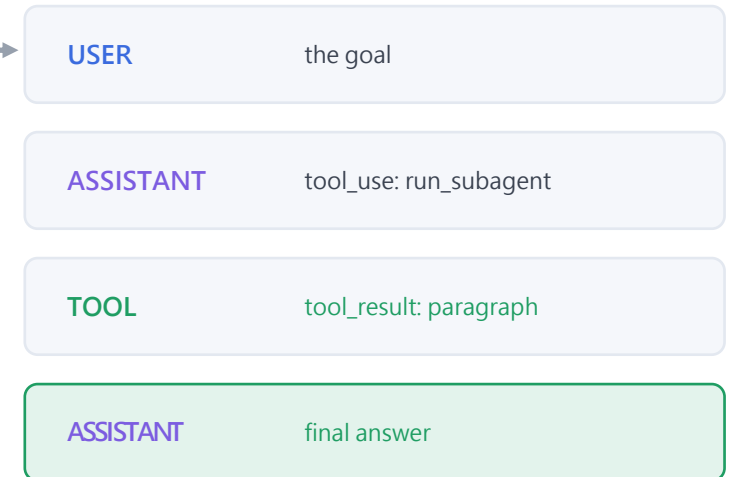 USER the goal
ASSISTANT tool_use: run_subagent
TOOL tool_result: paragraph
ASSISTANT final answer